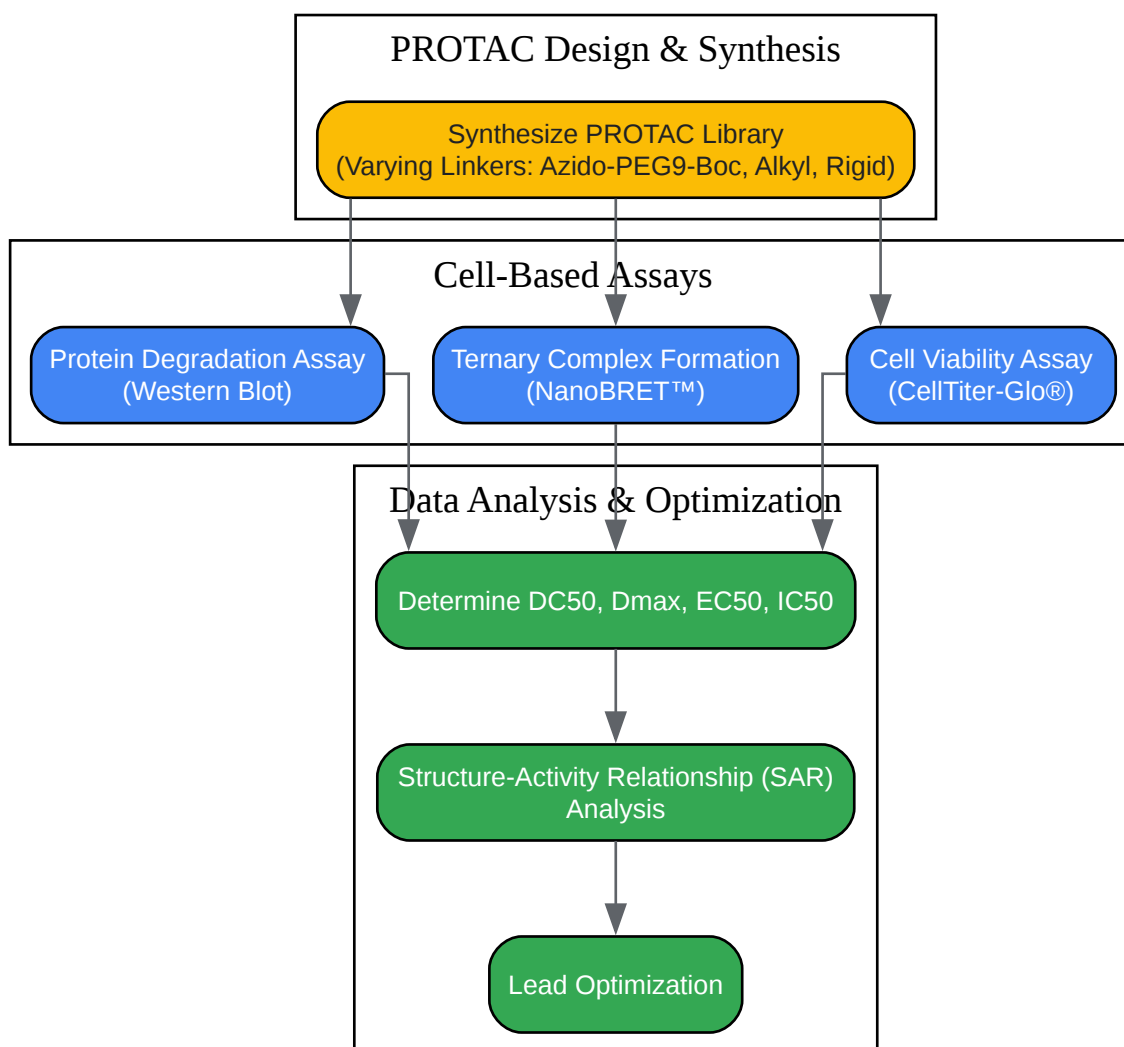 PROTAC Design & Synthesis
Synthesize PROTAC Library
(Varying Linkers: Azido-PEG9-Boc, Alkyl, Rigid)
Cell-Based Assays
Protein Degradation Assay
(Western Blot)
Ternary Complex Formation
(NanoBRET™)
Cell Viability Assay
(CellTiter-Glo®)
Data Analysis & Optimization
Determine DC50, Dmax, EC50, IC50
Structure-Activity Relationship (SAR)
Analysis
Lead Optimization